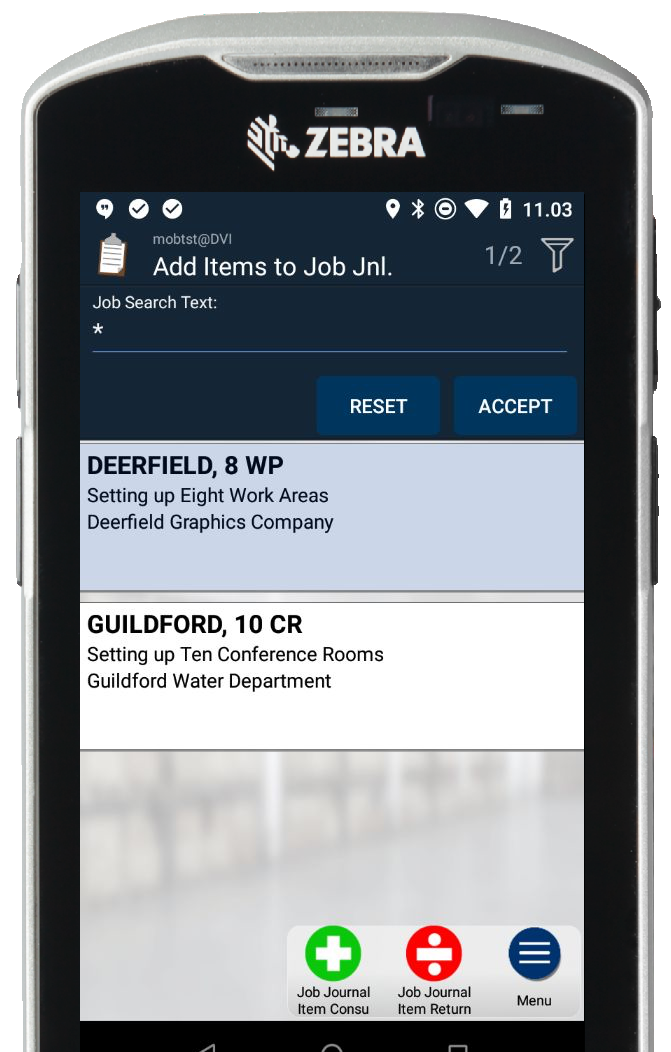 ZEBRA
11.03
mobtst@DVI
Add Items to Job Jnl.
1/2
Job Search Text:
*
RESET
ACCEPT
DEERFIELD, 8 WP
Setting up Eight Work Areas
Deerfield Graphics Company
GUILDFORD, 10 CR
Setting up Ten Conference Rooms
Guildford Water Department
Job Journal
Item Consu
Job Journal
Item Return
Menu